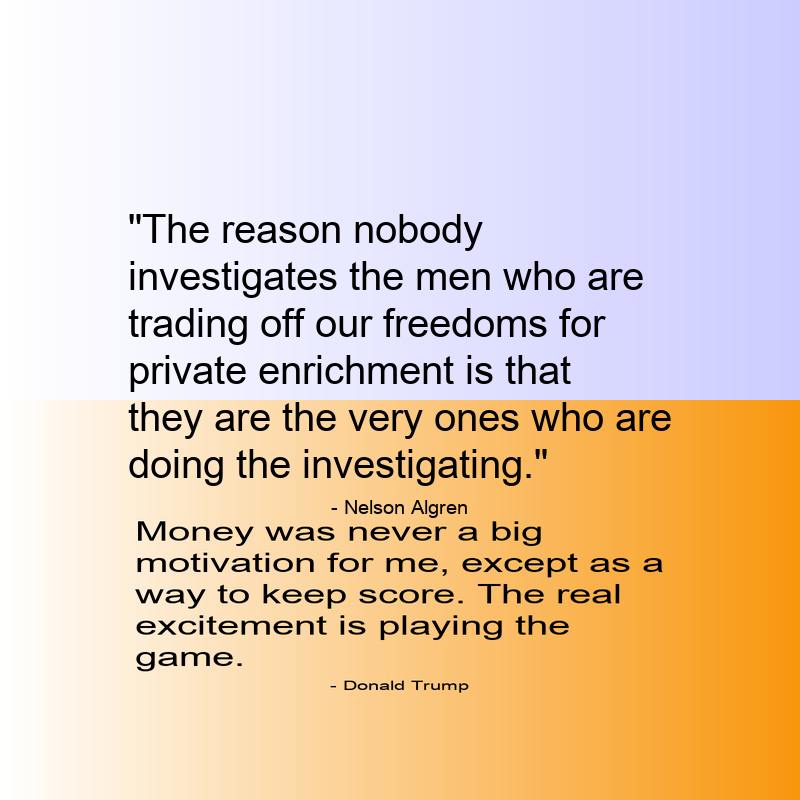 "The reason nobody
investigates the men who are
trading off our freedoms for
private enrichment is that
they are the very ones who are
doing the investigating."
- Nelson Algren
Money was never a big
motivation for me, except as a
way to keep score. The real
excitement is playing the
game.
- Donald Trump